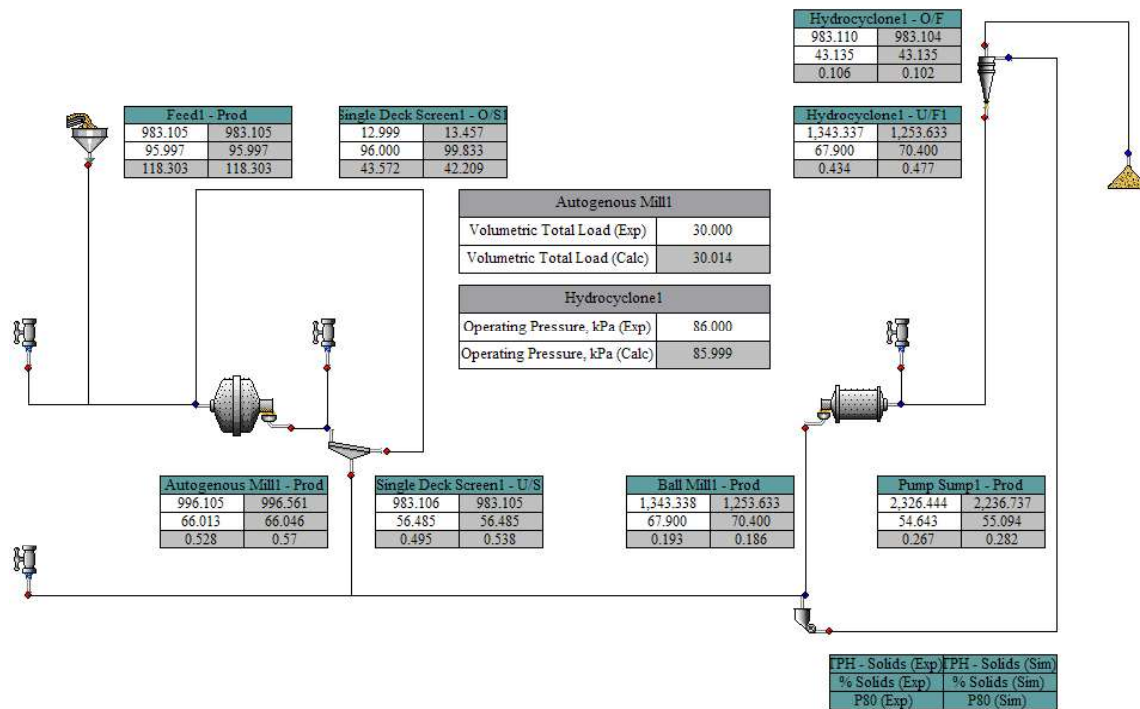 Hydrocyclone1 - O/F
983.110 983.104
43.135 43.135
0.106 0.102
Feed1 - Prod
983.105 983.105
95.997 95.997
118.303 118.303
Single Deck Screen1 - O/S1
12.999 13.457
96.000 99.833
43.572 42.209
Hydrocyclone1 - U/F1
1,343.337 1,253.633
67.900 70.400
0.434 0.477
Autogenous Mill1
Volumetric Total Load (Exp) 30.000
Volumetric Total Load (Calc) 30.014
Hydrocyclone1
Operating Pressure, kPa (Exp) 86.000
Operating Pressure, kPa (Calc) 85.999
Autogenous Mill1 - Prod
996.105 996.561
66.013 66.046
0.528 0.57
Single Deck Screen1 - U/S
983.106 983.105
56.485 56.485
0.495 0.538
Ball Mill1 - Prod
1,343.338 1,253.633
67.900 70.400
0.193 0.186
Pump Sump1 - Prod
2,326.444 2,236.737
54.643 55.094
0.267 0.282
TPH - Solids (Exp) TPH - Solids (Sim)
% Solids (Exp) % Solids (Sim)
P80 (Exp) P80 (Sim)